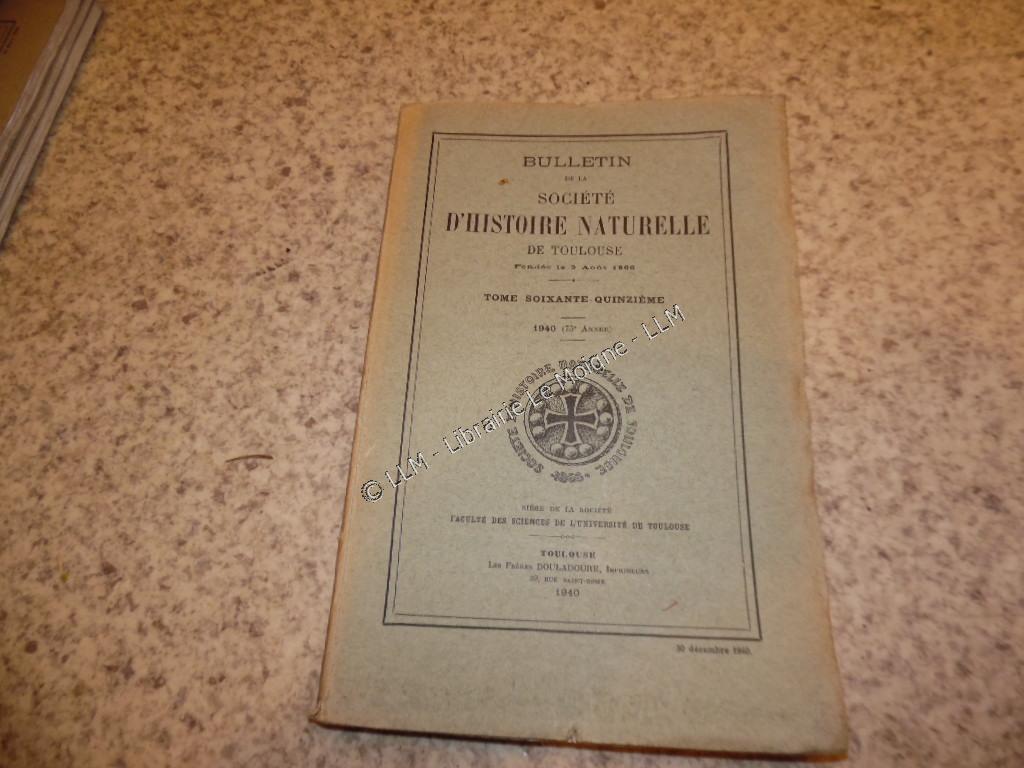 BULLETIN
DE LA
SOCIÉTÉ
D'HISTOIRE NATURELLE
DE TOULOUSE
Fondée le 2 Août 1866
TOME SOIXANTE-QUINZIÈME
1940 (75e ANNÉE)
SOCIÉTÉ D'HISTOIRE NATURELLE DE TOULOUSE
1866
© LLM - Librairie Le Moigne - LLM
SIÈGE DE LA SOCIÉTÉ
FACULTÉ DES SCIENCES DE L'UNIVERSITÉ DE TOULOUSE
TOULOUSE
LES FRÈRES DOULADOURE, IMPRIMEURS
39, RUE SAINT-ROME
1940
30 décembre 1940.